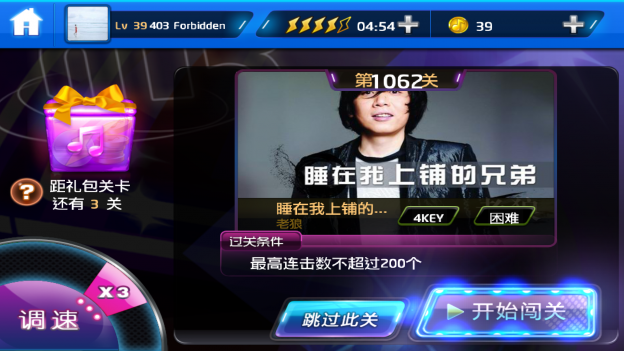 Lv 39 403 Forbidden
04:54
39
第1062关
睡在我上铺的兄弟
睡在我上铺的...
老狼
4KEY
困难
距礼包关卡
还有 3 关
过关条件
最高连击数不超过200个
X3
调速
跳过此关
开始闯关